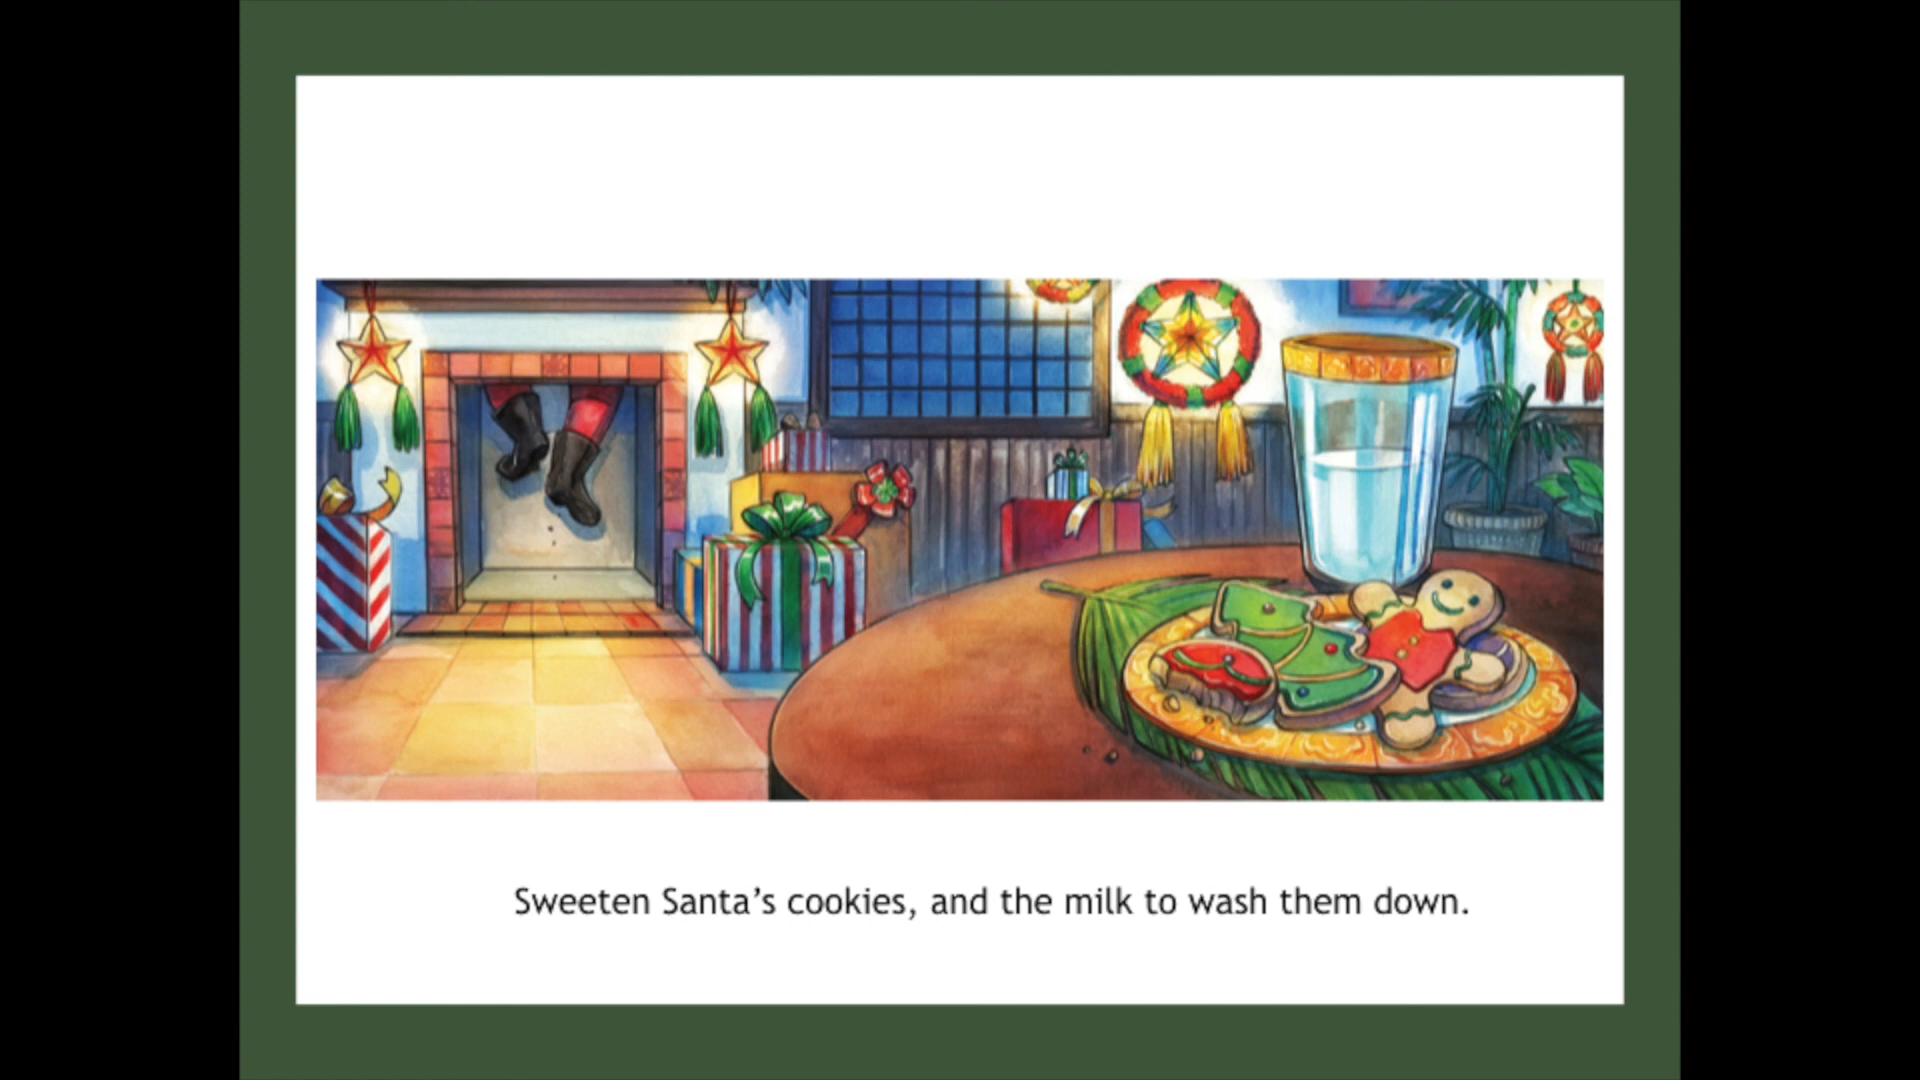 Sweeten Santa’s cookies, and the milk to wash them down.